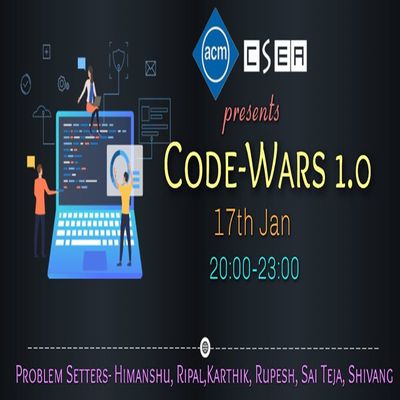 acm CSEA
presents
CODE-WARS 1.0
17th Jan
20:00-23:00
PROBLEM SETTERS- HIMANSHU, RIPAL,KARTHIK, RUPESH, SAI TEJA, SHIVANG